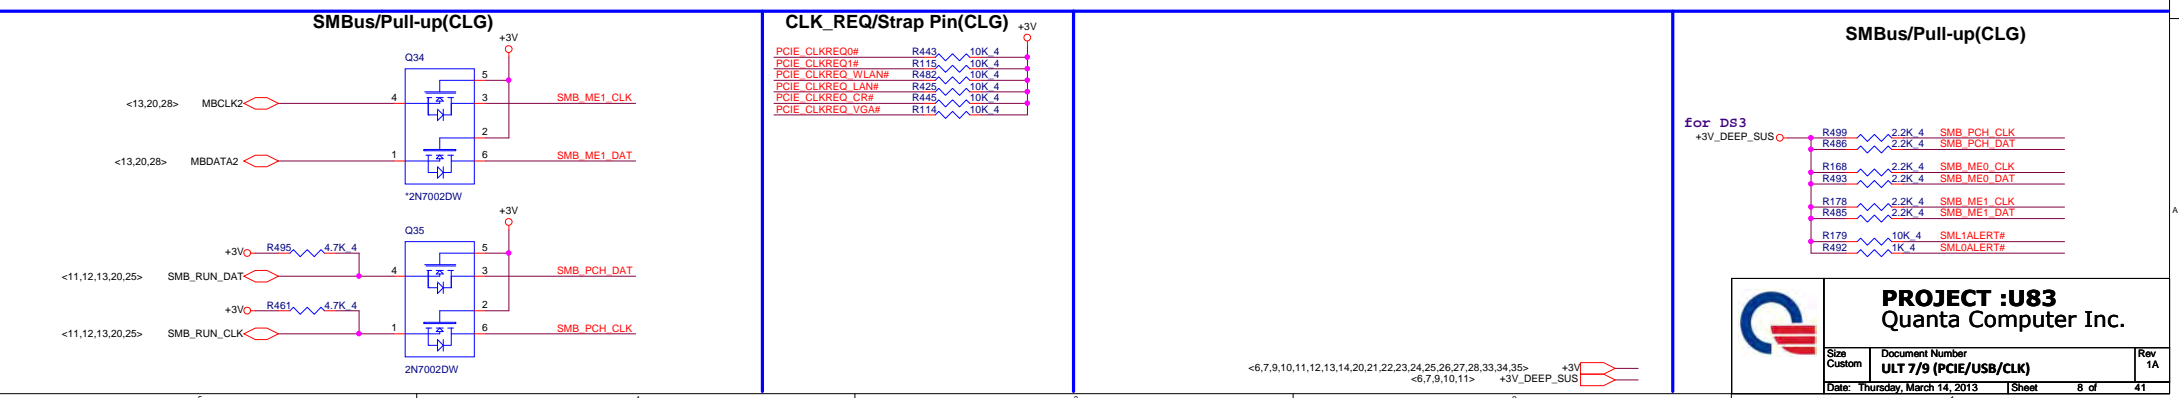 SMBus/Pull-up(CLG)
+3V
Q34
5
<13,20,28> MBCLK2 4 3 SMB_ME1_CLK
2
<13,20,28> MBDATA2 1 6 SMB_ME1_DAT
*2N7002DW
+3V
Q35
+3V R495 4.7K_4 5
<11,12,13,20,25> SMB_RUN_DAT 4 3 SMB_PCH_DAT
+3V R461 4.7K_4 2
<11,12,13,20,25> SMB_RUN_CLK 1 6 SMB_PCH_CLK
2N7002DW
CLK_REQ/Strap Pin(CLG)
+3V
PCIE_CLKREQ0# R443 10K_4
PCIE_CLKREQ1# R115 10K_4
PCIE_CLKREQ_WLAN# R482 10K_4
PCIE_CLKREQ_LAN# R425 10K_4
PCIE_CLKREQ_CR# R445 10K_4
PCIE_CLKREQ_VGA# R114 10K_4
<6,7,9,10,11,12,13,14,20,21,22,23,24,25,26,27,28,33,34,35> +3V
<6,7,9,10,11> +3V_DEEP_SUS
SMBus/Pull-up(CLG)
for DS3
+3V_DEEP_SUS
R499 2.2K_4 SMB_PCH_CLK
R486 2.2K_4 SMB_PCH_DAT
R168 2.2K_4 SMB_ME0_CLK
R493 2.2K_4 SMB_ME0_DAT
R178 2.2K_4 SMB_ME1_CLK
R485 2.2K_4 SMB_ME1_DAT
R179 10K_4 SML1ALERT#
R492 1K_4 SML0ALERT#
A
PROJECT :U83
Quanta Computer Inc.
Size Document Number Rev
Custom ULT 7/9 (PCIE/USB/CLK) 1A
Date: Thursday, March 14, 2013 Sheet 8 of 41